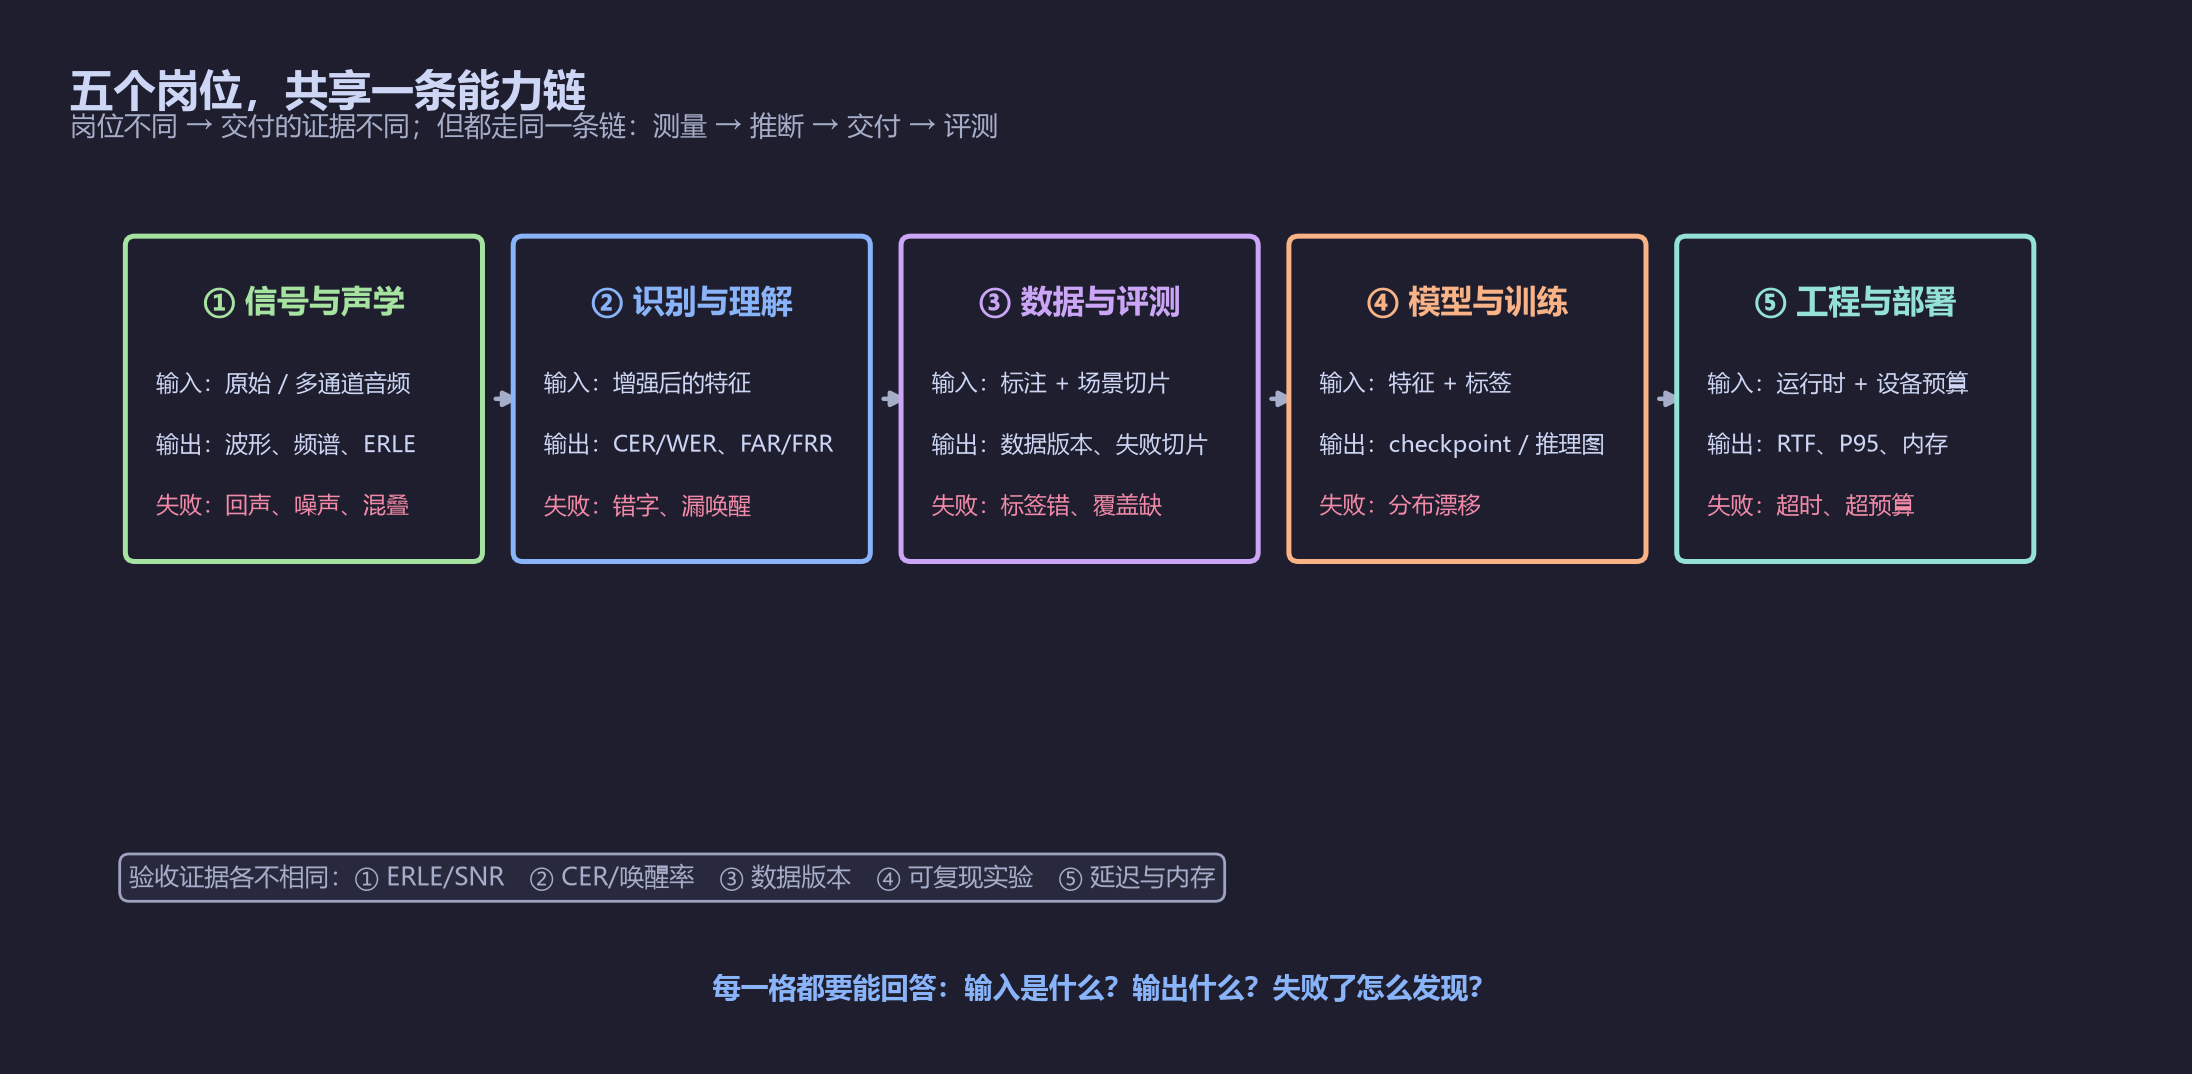 五个岗位，共享一条能力链
岗位不同 → 交付的证据不同；但都走同一条链：测量 → 推断 → 交付 → 评测
① 信号与声学
输入：原始 / 多通道音频
输出：波形、频谱、ERLE
失败：回声、噪声、混叠
② 识别与理解
输入：增强后的特征
输出：CER/WER、FAR/FRR
失败：错字、漏唤醒
③ 数据与评测
输入：标注 + 场景切片
输出：数据版本、失败切片
失败：标签错、覆盖缺
④ 模型与训练
输入：特征 + 标签
输出：checkpoint / 推理图
失败：分布漂移
⑤ 工程与部署
输入：运行时 + 设备预算
输出：RTF、P95、内存
失败：超时、超预算
验收证据各不相同：① ERLE/SNR ② CER/唤醒率 ③ 数据版本 ④ 可复现实验 ⑤ 延迟与内存
每一格都要能回答：输入是什么？输出什么？失败了怎么发现？